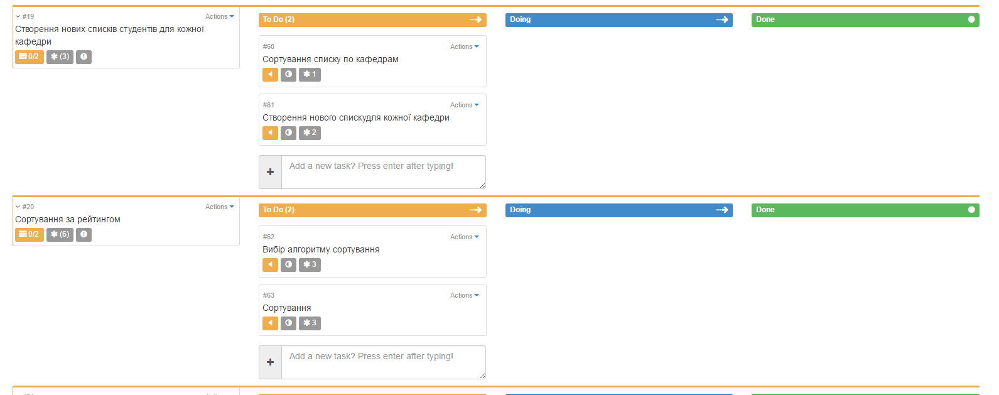 #19 Actions
Створення нових списків студентів для кожної
кафедри
0/2 (3)
To Do (2)
Doing
Done
#60 Actions
Сортування списку по кафедрам
1
#61 Actions
Створення нового спискудля кожної кафедри
2
Add a new task? Press enter after typing!
#20 Actions
Сортування за рейтингом
0/2 (6)
To Do (2)
Doing
Done
#62 Actions
Вибір алгоритму сортування
3
#63 Actions
Сортування
3
Add a new task? Press enter after typing!